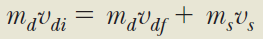 m_d v_di = m_d v_df + m_s v_s